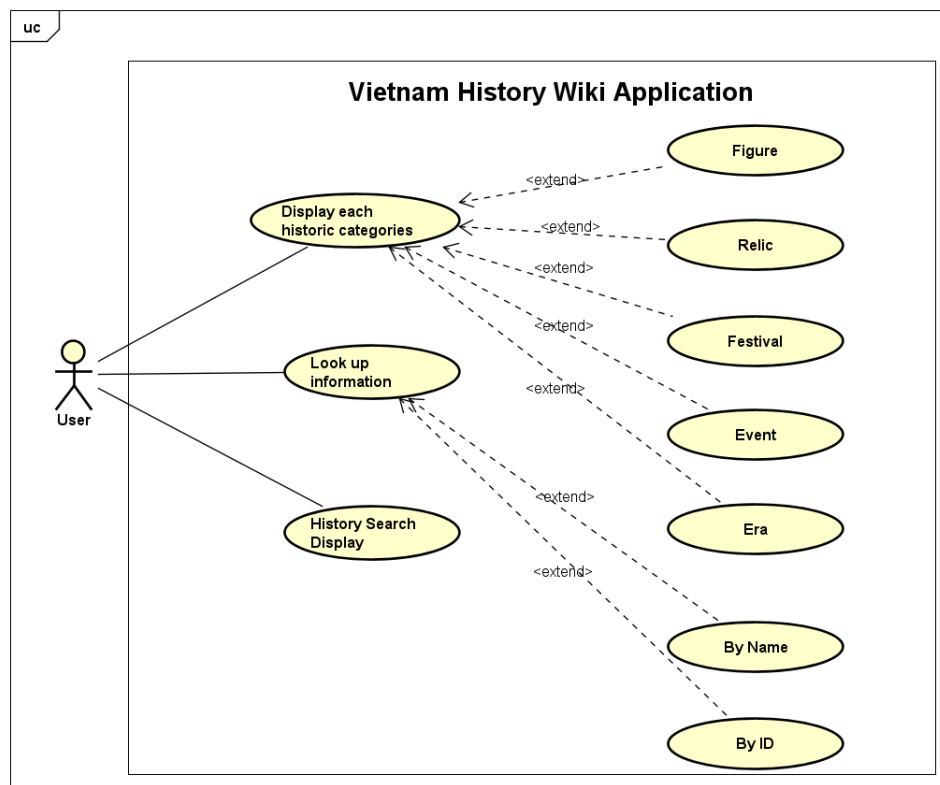 uc
Vietnam History Wiki Application
Figure
<extend>
Display each
historic categories
<extend>
Relic
<extend>
Festival
<extend>
Look up
information
<extend>
User
Event
<extend>
History Search
Display
Era
<extend>
By Name
By ID